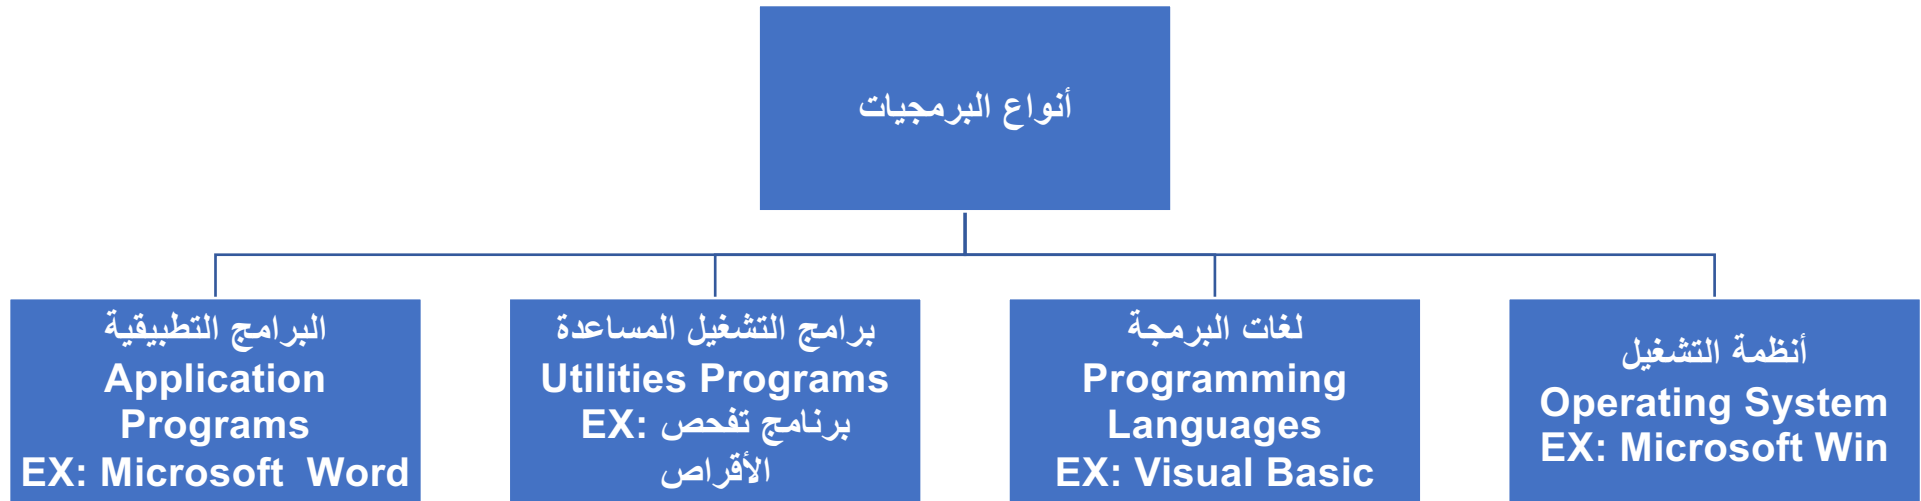 أنواع البرمجيات
أنظمة التشغيل
Operating System
EX: Microsoft Win
لغات البرمجة
Programming
Languages
EX: Visual Basic
برامج التشغيل المساعدة
Utilities Programs
EX: برنامج تفحص
الأقراص
البرامج التطبيقية
Application
Programs
EX: Microsoft Word